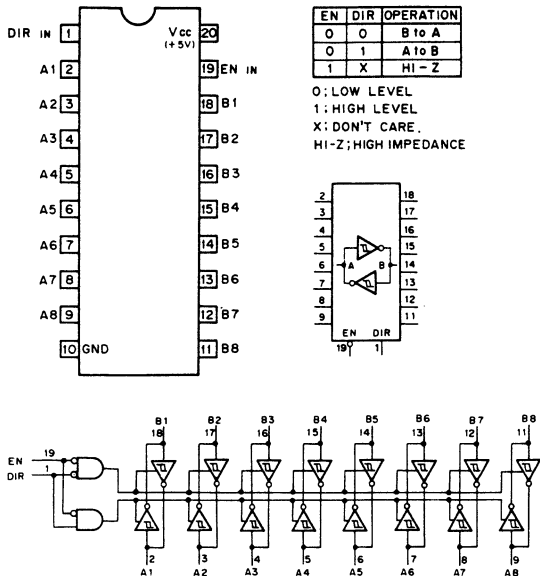 DIR IN 1 Vcc 20
(+5V)
A1 2 19 EN IN
A2 3 18 B1
A3 4 17 B2
A4 5 16 B3
A5 6 15 B4
A6 7 14 B5
A7 8 13 B6
A8 9 12 B7
10 GND 11 B8
EN DIR OPERATION
0 0 B to A
0 1 A to B
1 X HI-Z
0; LOW LEVEL
1; HIGH LEVEL
X; DON'T CARE.
HI-Z; HIGH IMPEDANCE
2 18
3 17
4 16
5 15
6 A B 14
7 13
8 12
9 11
EN DIR
19 1
B1 B2 B3 B4 B5 B6 B7 B8
18 17 16 15 14 13 12 11
EN 19
DIR 1
2 3 4 5 6 7 8 9
A1 A2 A3 A4 A5 A6 A7 A8